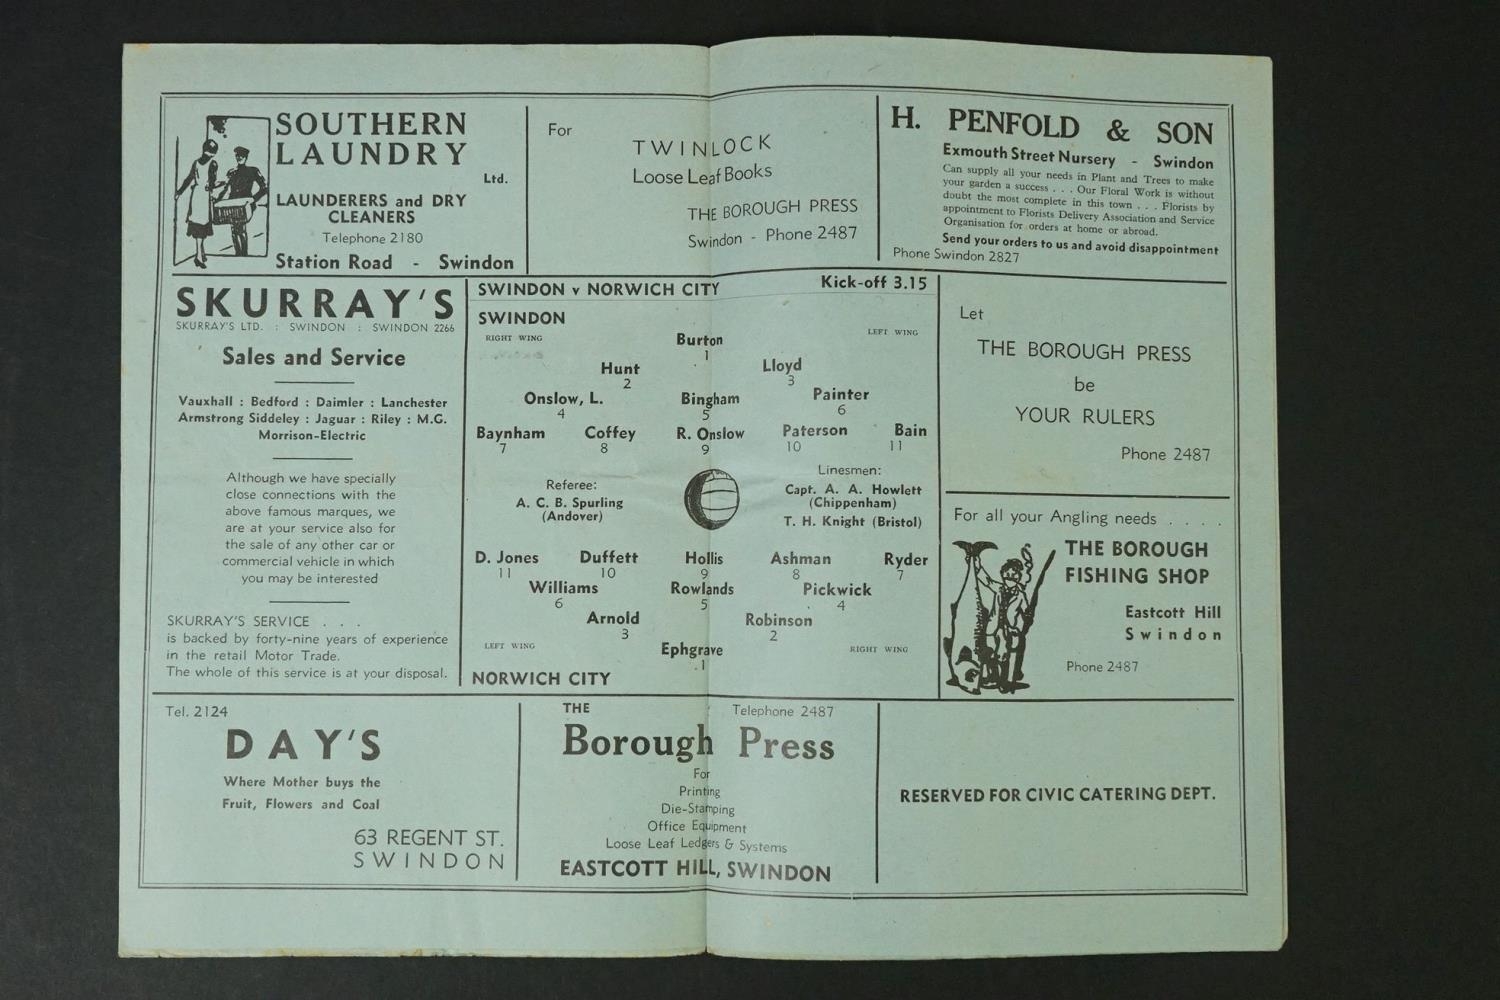 SOUTHERN
LAUNDRY
Ltd.
LAUNDERERS and DRY
CLEANERS
Telephone 2180
Station Road - Swindon
For
TWINLOCK
Loose Leaf Books
THE BOROUGH PRESS
Swindon - Phone 2487
H. PENFOLD & SON
Exmouth Street Nursery - Swindon
Can supply all your needs in Plant and Trees to make
your garden a success . . . Our Floral Work is without
doubt the most complete in this town . . . Florists by
appointment to Florists Delivery Association and Service
Organisation for orders at home or abroad.
Send your orders to us and avoid disappointment
Phone Swindon 2827
SKURRAY'S
SKURRAY'S LTD. : SWINDON : SWINDON 2266
Sales and Service
Vauxhall : Bedford : Daimler : Lanchester
Armstrong Siddeley : Jaguar : Riley : M.G.
Morrison-Electric
Although we have specially
close connections with the
above famous marques, we
are at your service also for
the sale of any other car or
commercial vehicle in which
you may be interested
SKURRAY'S SERVICE . . .
is backed by forty-nine years of experience
in the retail Motor Trade.
The whole of this service is at your disposal.
SWINDON v NORWICH CITY Kick-off 3.15
SWINDON
RIGHT WING LEFT WING
Burton
1
Hunt Lloyd
2 3
Onslow, L. Bingham Painter
4 5 6
Baynham Coffey R. Onslow Paterson Bain
7 8 9 10 11
Referee:
A. C. B. Spurling
(Andover)
Linesmen:
Capt. A. A. Howlett
(Chippenham)
T. H. Knight (Bristol)
D. Jones Duffett Hollis Ashman Ryder
11 10 9 8 7
Williams Rowlands Pickwick
6 5 4
Arnold Robinson
3 2
LEFT WING RIGHT WING
Ephgrave
1
NORWICH CITY
Let
THE BOROUGH PRESS
be
YOUR RULERS
Phone 2487
For all your Angling needs . . . .
THE BOROUGH
FISHING SHOP
Eastcott Hill
Swindon
Phone 2487
Tel. 2124
DAY'S
Where Mother buys the
Fruit, Flowers and Coal
63 REGENT ST.
SWINDON
THE Telephone 2487
Borough Press
For
Printing
Die-Stamping
Office Equipment
Loose Leaf Ledgers & Systems
EASTCOTT HILL, SWINDON
RESERVED FOR CIVIC CATERING DEPT.